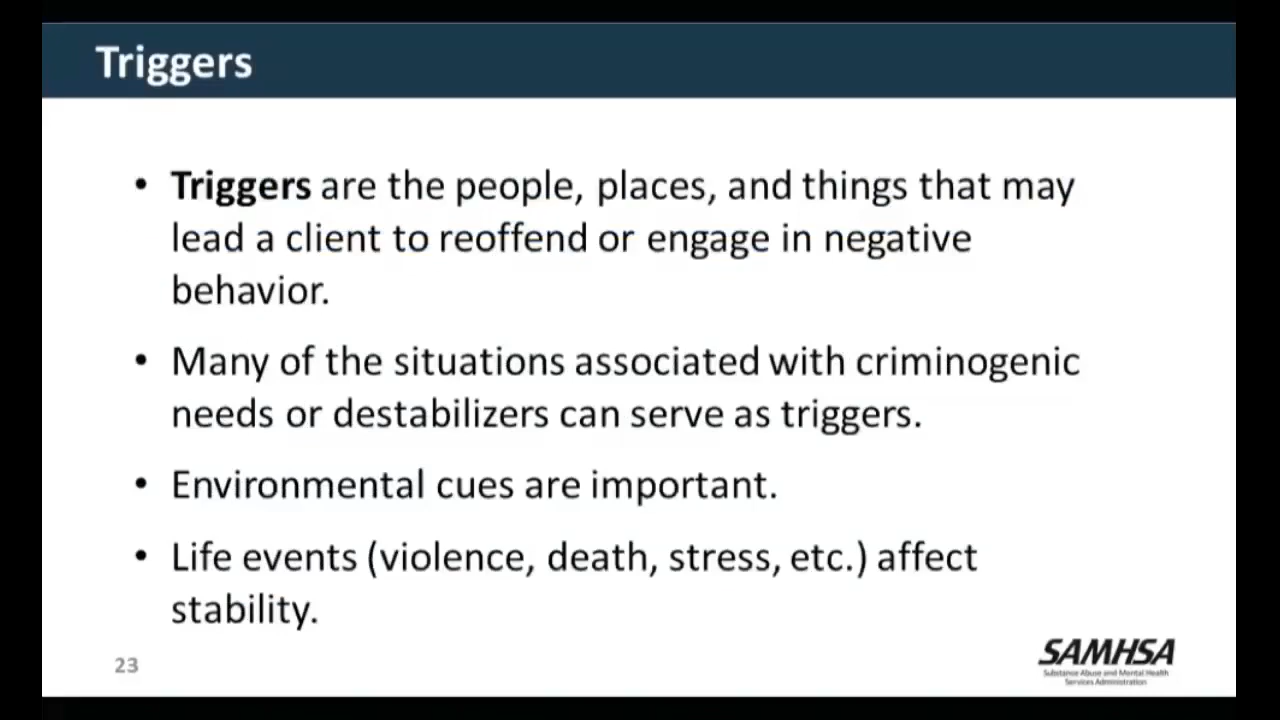 Triggers
• Triggers are the people, places, and things that may
lead a client to reoffend or engage in negative
behavior.
• Many of the situations associated with criminogenic
needs or destabilizers can serve as triggers.
• Environmental cues are important.
• Life events (violence, death, stress, etc.) affect
stability.
23
SAMHSA
Substance Abuse and Mental Health
Services Administration